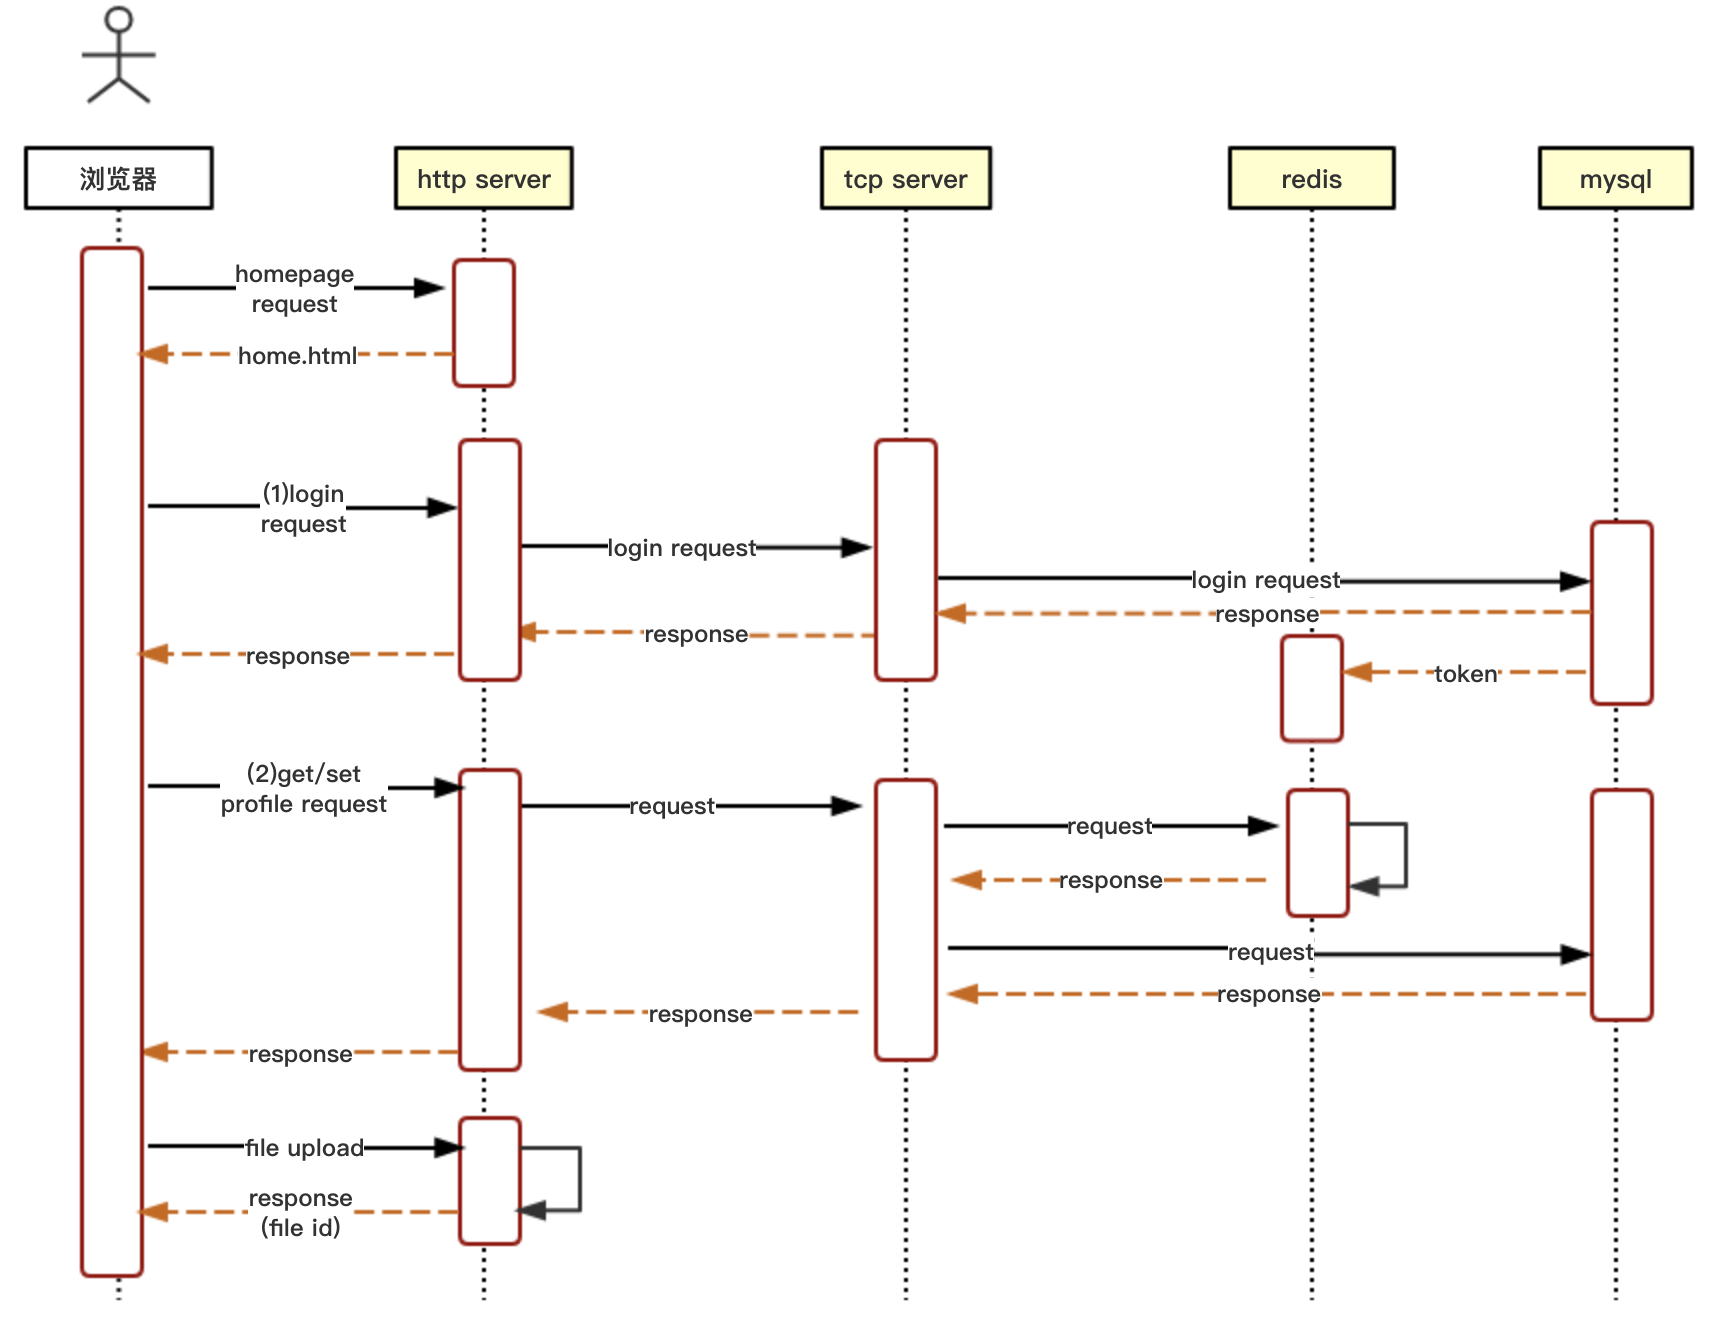 浏览器
http server
tcp server
redis
mysql
homepage
request
home.html
(1)login
request
login request
login request
response
response
response
token
(2)get/set
profile request
request
request
response
request
response
response
response
file upload
response
(file id)